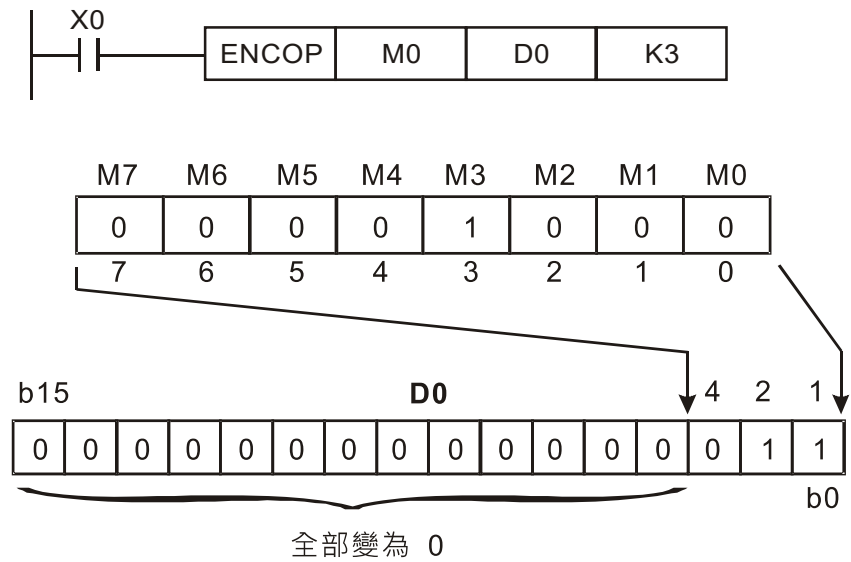 X0
ENCOP M0 D0 K3
M7 M6 M5 M4 M3 M2 M1 M0
0 0 0 0 1 0 0 0
7 6 5 4 3 2 1 0
b15 D0 4 2 1
0 0 0 0 0 0 0 0 0 0 0 0 0 0 1 1
b0
全部變為 0